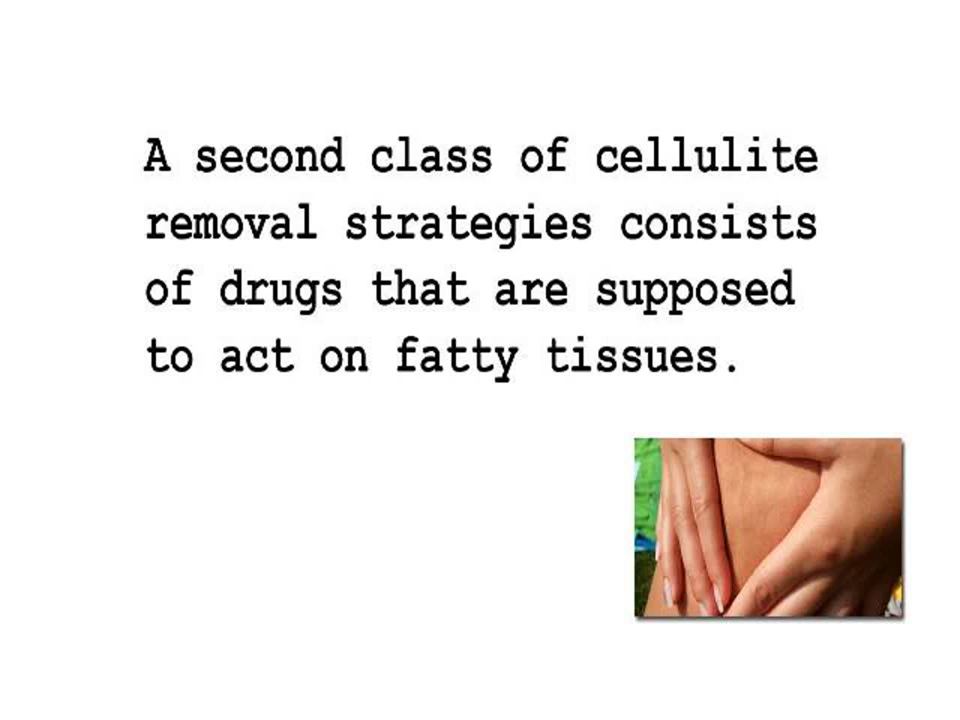 A second class of cellulite
removal strategies consists
of drugs that are supposed
to act on fatty tissues.